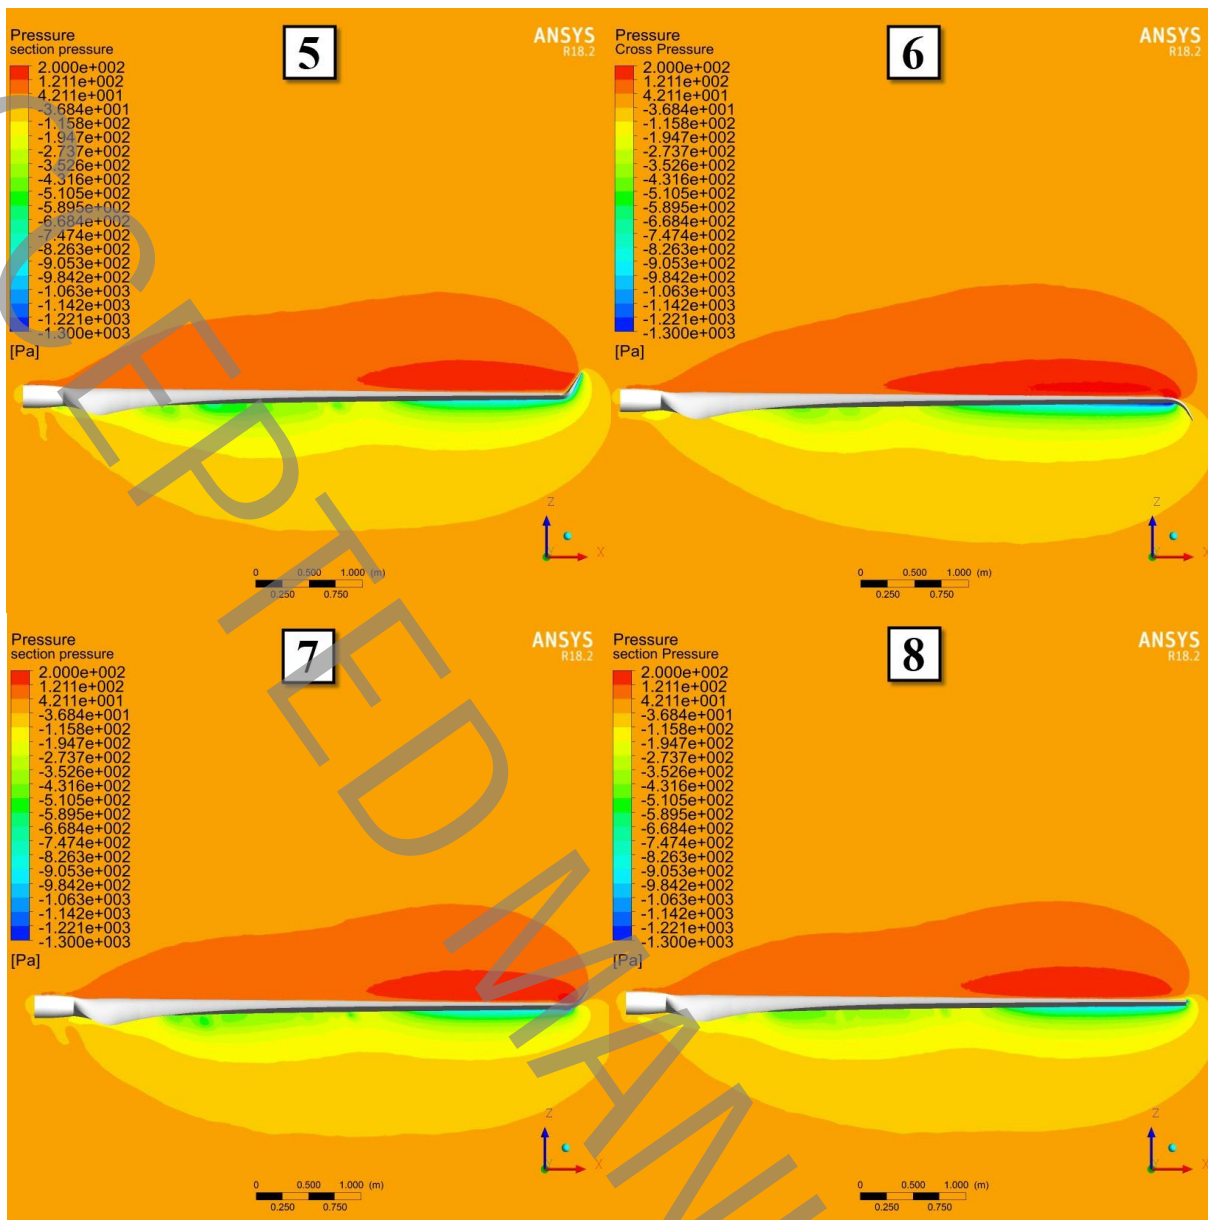 Pressure
section pressure
5
ANSYS
R18.2
2.000e+002
1.211e+002
4.211e+001
-3.684e+001
-1.158e+002
-1.947e+002
-2.737e+002
-3.526e+002
-4.316e+002
-5.105e+002
-5.895e+002
-6.684e+002
-7.474e+002
-8.263e+002
-9.053e+002
-9.842e+002
-1.063e+003
-1.142e+003
-1.221e+003
-1.300e+003
[Pa]
Z
X
0 0.500 1.000 (m)
0.250 0.750
Pressure
Cross Pressure
6
ANSYS
R18.2
2.000e+002
1.211e+002
4.211e+001
-3.684e+001
-1.158e+002
-1.947e+002
-2.737e+002
-3.526e+002
-4.316e+002
-5.105e+002
-5.895e+002
-6.684e+002
-7.474e+002
-8.263e+002
-9.053e+002
-9.842e+002
-1.063e+003
-1.142e+003
-1.221e+003
-1.300e+003
[Pa]
Z
X
0 0.500 1.000 (m)
0.250 0.750
Pressure
section pressure
7
ANSYS
R18.2
2.000e+002
1.211e+002
4.211e+001
-3.684e+001
-1.158e+002
-1.947e+002
-2.737e+002
-3.526e+002
-4.316e+002
-5.105e+002
-5.895e+002
-6.684e+002
-7.474e+002
-8.263e+002
-9.053e+002
-9.842e+002
-1.063e+003
-1.142e+003
-1.221e+003
-1.300e+003
[Pa]
Z
X
0 0.500 1.000 (m)
0.250 0.750
Pressure
section Pressure
8
ANSYS
R18.2
2.000e+002
1.211e+002
4.211e+001
-3.684e+001
-1.158e+002
-1.947e+002
-2.737e+002
-3.526e+002
-4.316e+002
-5.105e+002
-5.895e+002
-6.684e+002
-7.474e+002
-8.263e+002
-9.053e+002
-9.842e+002
-1.063e+003
-1.142e+003
-1.221e+003
-1.300e+003
[Pa]
Z
X
0 0.500 1.000 (m)
0.250 0.750
CCEPTED MAN